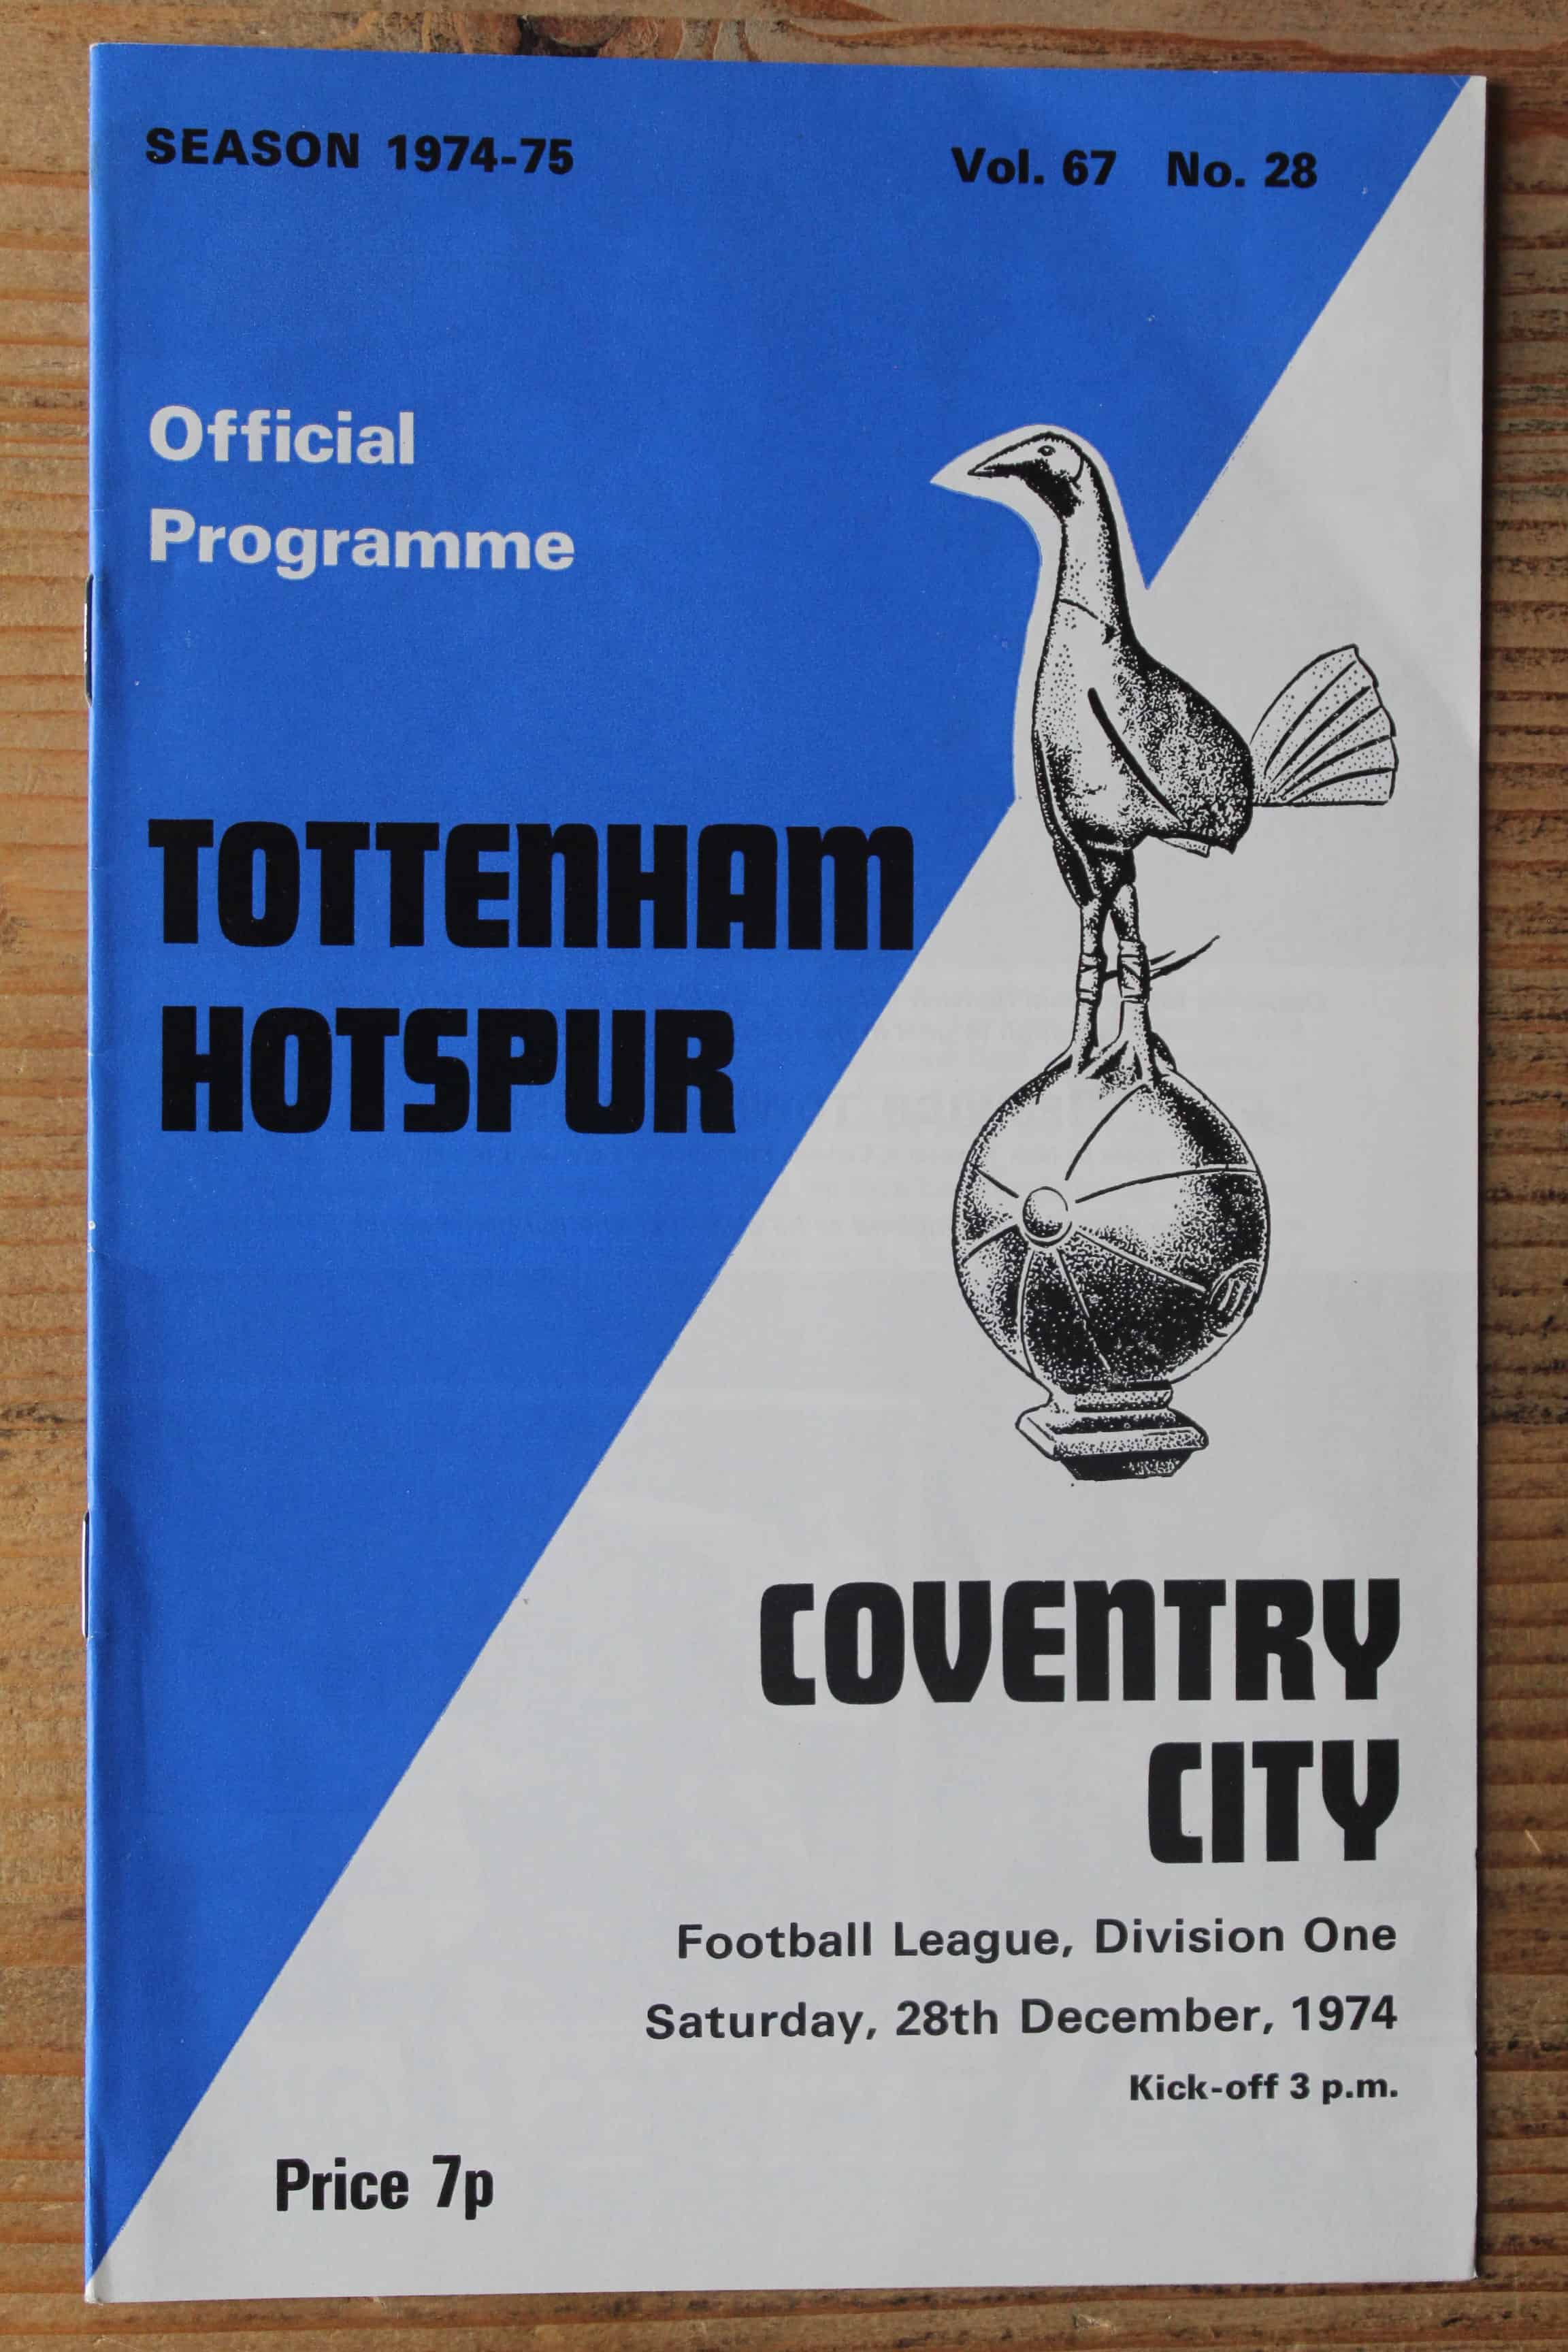 SEASON 1974-75
Vol. 67 No. 28
Official
Programme
TOTTENHAM
HOTSPUR
COVENTRY
CITY
Football League, Division One
Saturday, 28th December, 1974
Kick-off 3 p.m.
Price 7p